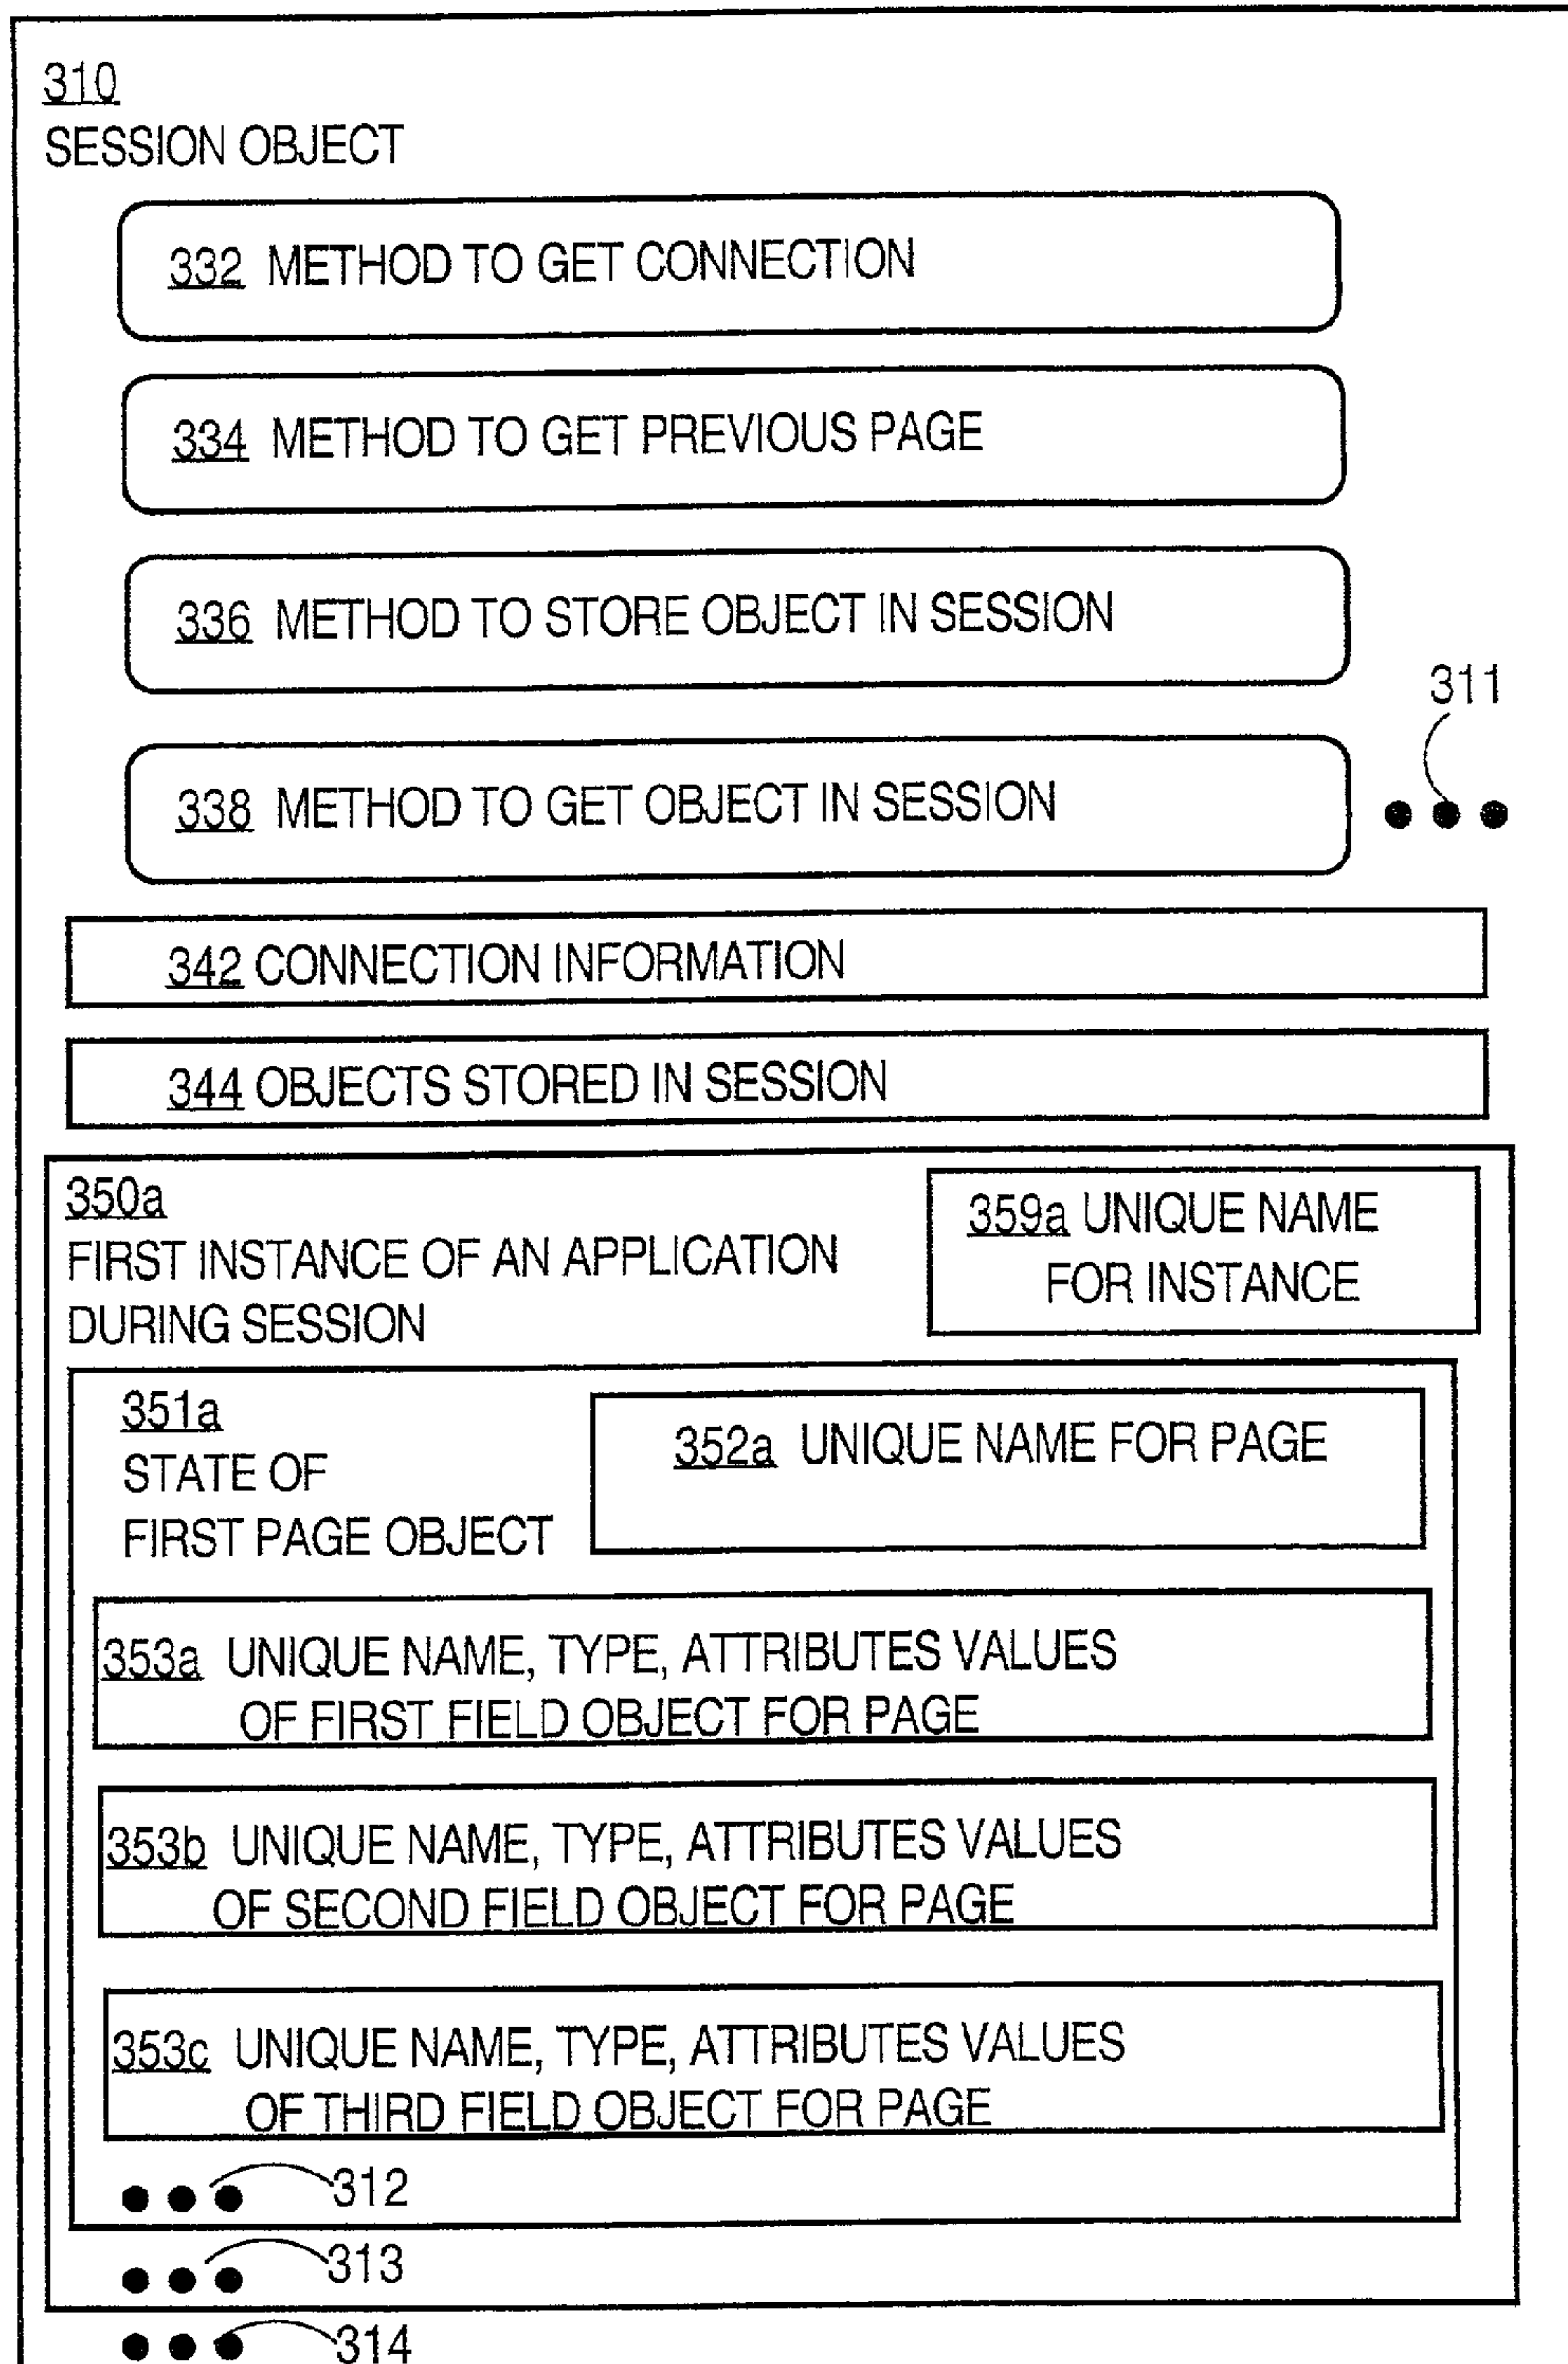 310
SESSION OBJECT
332 METHOD TO GET CONNECTION
334 METHOD TO GET PREVIOUS PAGE
336 METHOD TO STORE OBJECT IN SESSION
311
338 METHOD TO GET OBJECT IN SESSION
342 CONNECTION INFORMATION
344 OBJECTS STORED IN SESSION
350a
FIRST INSTANCE OF AN APPLICATION
DURING SESSION
359a UNIQUE NAME
FOR INSTANCE
351a
STATE OF
FIRST PAGE OBJECT
352a UNIQUE NAME FOR PAGE
353a UNIQUE NAME, TYPE, ATTRIBUTES VALUES
OF FIRST FIELD OBJECT FOR PAGE
353b UNIQUE NAME, TYPE, ATTRIBUTES VALUES
OF SECOND FIELD OBJECT FOR PAGE
353c UNIQUE NAME, TYPE, ATTRIBUTES VALUES
OF THIRD FIELD OBJECT FOR PAGE
312
313
314